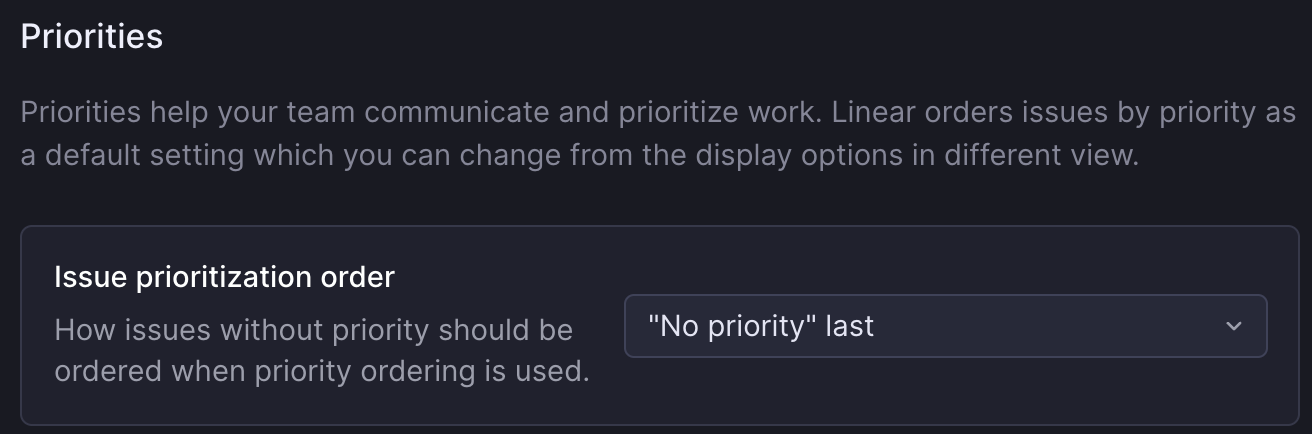 Priorities
Priorities help your team communicate and prioritize work. Linear orders issues by priority as
a default setting which you can change from the display options in different view.
Issue prioritization order
How issues without priority should be
ordered when priority ordering is used.
"No priority" last